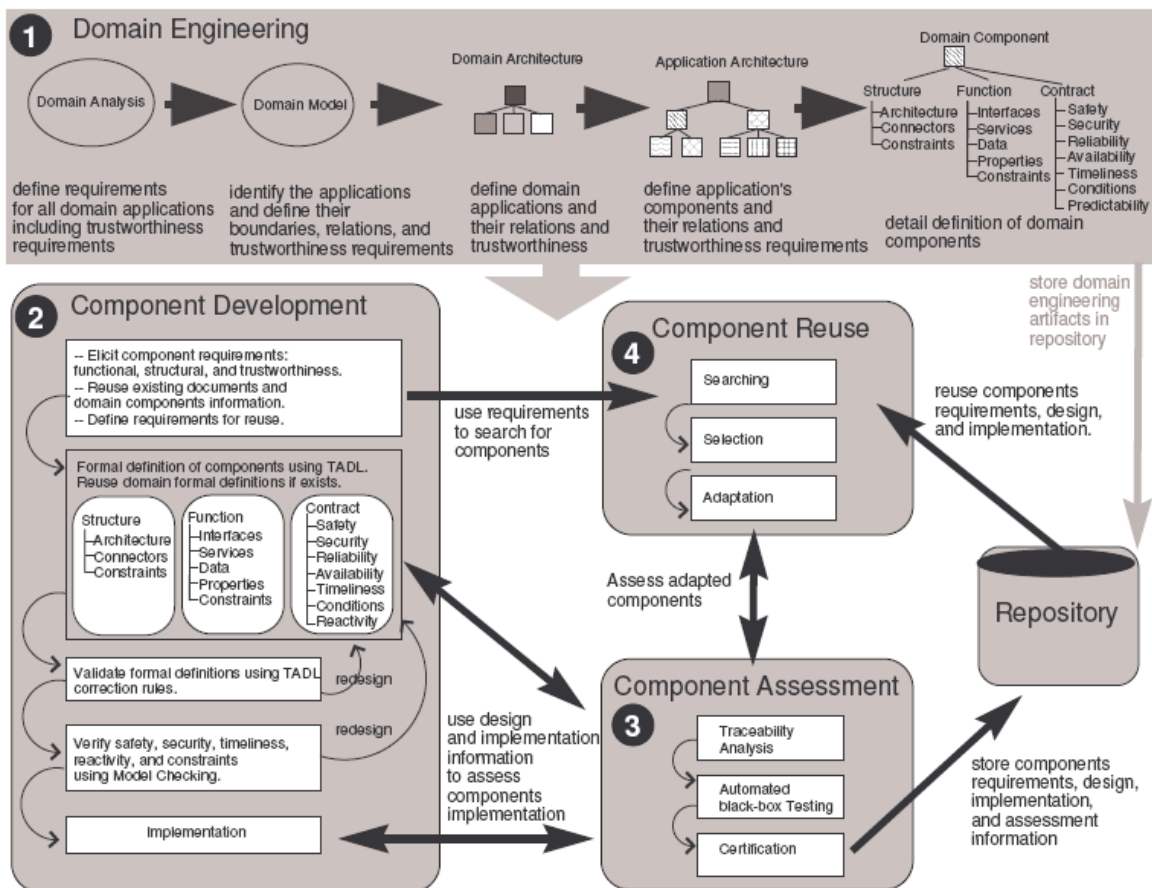 1 Domain Engineering
Domain Analysis
Domain Model
Domain Architecture
Application Architecture
Domain Component
Structure
Architecture
Connectors
Constraints
Function
Interfaces
Services
Data
Properties
Constraints
Contract
Safety
Security
Reliability
Availability
Timeliness
Conditions
Predictability
define requirements
for all domain applications
including trustworthiness
requirements
identify the applications
and define their
boundaries, relations, and
trustworthiness requirements
define domain
applications and
their relations and
trustworthiness
define application's
components and
their relations and
trustworthiness requirements
detail definition of domain
components
store domain
engineering
artifacts in
repository
2 Component Development
-- Elicit component requirements:
functional, structural, and trustworthiness.
-- Reuse existing documents and
domain components information.
-- Define requirements for reuse.
Formal definition of components using TADL.
Reuse domain formal definitions if exists.
Structure
Architecture
Connectors
Constraints
Function
Interfaces
Services
Data
Properties
Constraints
Contract
Safety
Security
Reliability
Availability
Timeliness
Conditions
Reactivity
Validate formal definitions using TADL
correction rules.
redesign
Verify safety, security, timeliness,
reactivity, and constraints
using Model Checking.
redesign
Implementation
use requirements
to search for
components
4 Component Reuse
Searching
Selection
Adaptation
reuse components
requirements, design,
and implementation.
Assess adapted
components
Repository
use design
and implementation
information
to assess
components
implementation
Component Assessment
3
Traceability
Analysis
Automated
black-box Testing
Certification
store components
requirements, design,
implementation,
and assessment
information